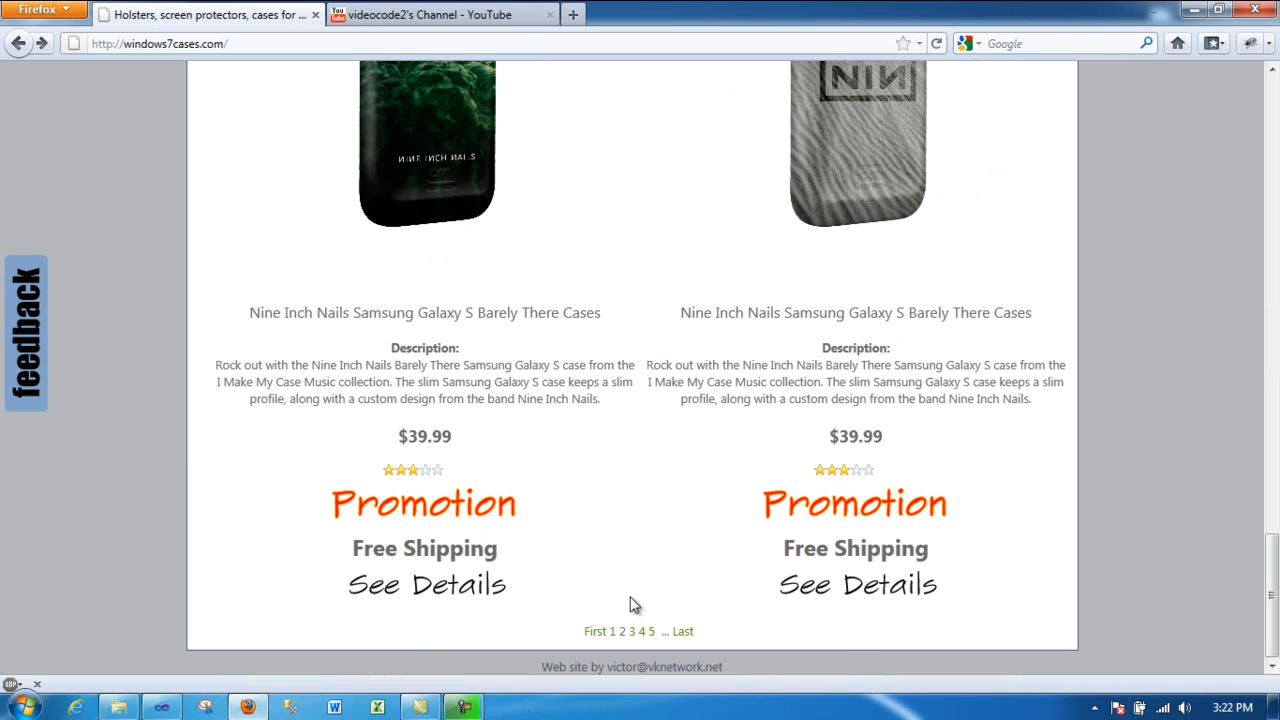 Firefox
Holsters, screen protectors, cases for ...
You Tube
videocode2's Channel - YouTube
http://windows7cases.com/
Google
NIN
NINE INCH NAILS
feedback
Nine Inch Nails Samsung Galaxy S Barely There Cases
Nine Inch Nails Samsung Galaxy S Barely There Cases
Description:
Rock out with the Nine Inch Nails Barely There Samsung Galaxy S case from the
I Make My Case Music collection. The slim Samsung Galaxy S case keeps a slim
profile, along with a custom design from the band Nine Inch Nails.
Description:
Rock out with the Nine Inch Nails Barely There Samsung Galaxy S case from the
I Make My Case Music collection. The slim Samsung Galaxy S case keeps a slim
profile, along with a custom design from the band Nine Inch Nails.
$39.99
$39.99
Promotion
Promotion
Free Shipping
Free Shipping
See Details
See Details
First 1 2 3 4 5 ... Last
Web site by victor@vknetwork.net
ABP
3:22 PM